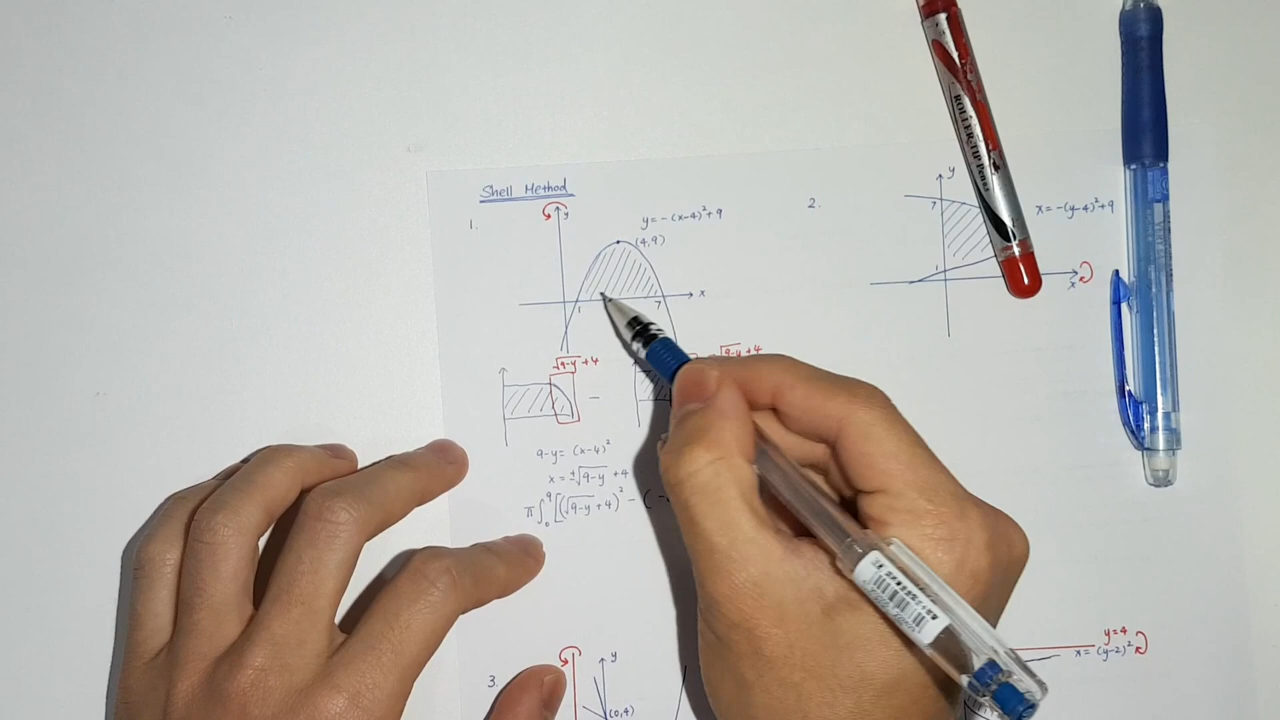 Shell Method
1.
y
y=-(x-4)²+9
(4,9)
x
1
7
√9-y +4
-
-√9-y +4
9-y= (x-4)²
x= ±√9-y +4
π∫₀⁹ [(√9-y +4)² - (-
2.
y
7
x=-(y-4)²+9
1
x
3.
y
(0,4)
y=4
x= (y-2)²
ROLLER-TIP Pen